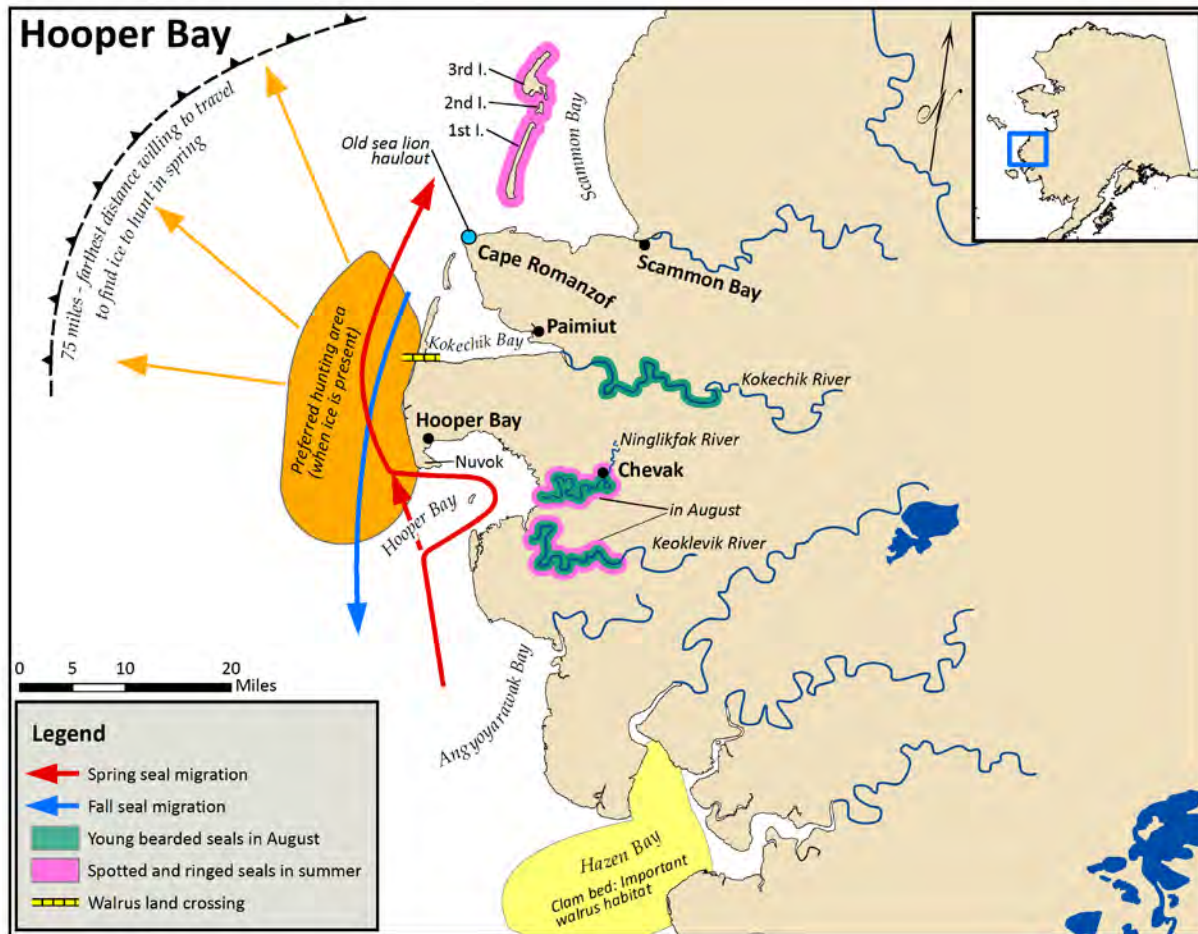 Hooper Bay
75 miles - farthest distance willing to travel
to find ice to hunt in spring
3rd I.
2nd I.
1st I.
Scammon Bay
Old sea lion
haulout
N
Cape Romanzof
Scammon Bay
Paimiut
Kokechik Bay
Kokechik River
Preferred hunting area
(when ice is present)
Hooper Bay
Nuvok
Ninglikfak River
Chevak
in August
Hooper Bay
Keoklevik River
Angyoyarawak Bay
0 5 10 20
Miles
Hazen Bay
Clam bed: Important
walrus habitat
Legend
Spring seal migration
Fall seal migration
Young bearded seals in August
Spotted and ringed seals in summer
Walrus land crossing